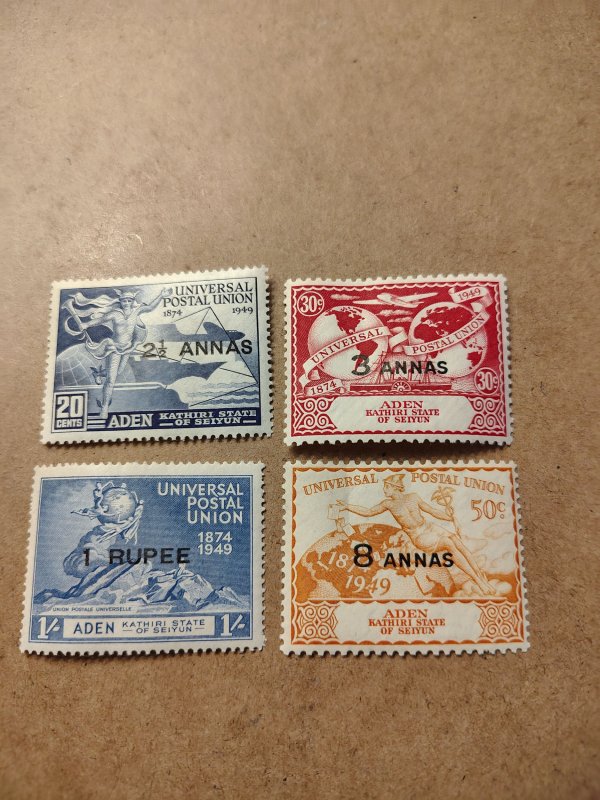 UNIVERSAL
POSTAL UNION
1874 1949
2½ ANNAS
20
CENTS
ADEN KATHIRI STATE
OF SEIYUN
30c
1949
UNIVERSAL POSTAL UNION
3 ANNAS
1874
30c
ADEN
KATHIRI STATE
OF SEIYUN
UNIVERSAL
POSTAL
UNION
1874
1949
1 RUPEE
UNION POSTALE UNIVERSELLE
1/- ADEN KATHIRI STATE 1/-
OF SEIYUN
UNIVERSAL POSTAL UNION
50c
8 ANNAS
1949
ADEN
KATHIRI STATE
OF SEIYUN